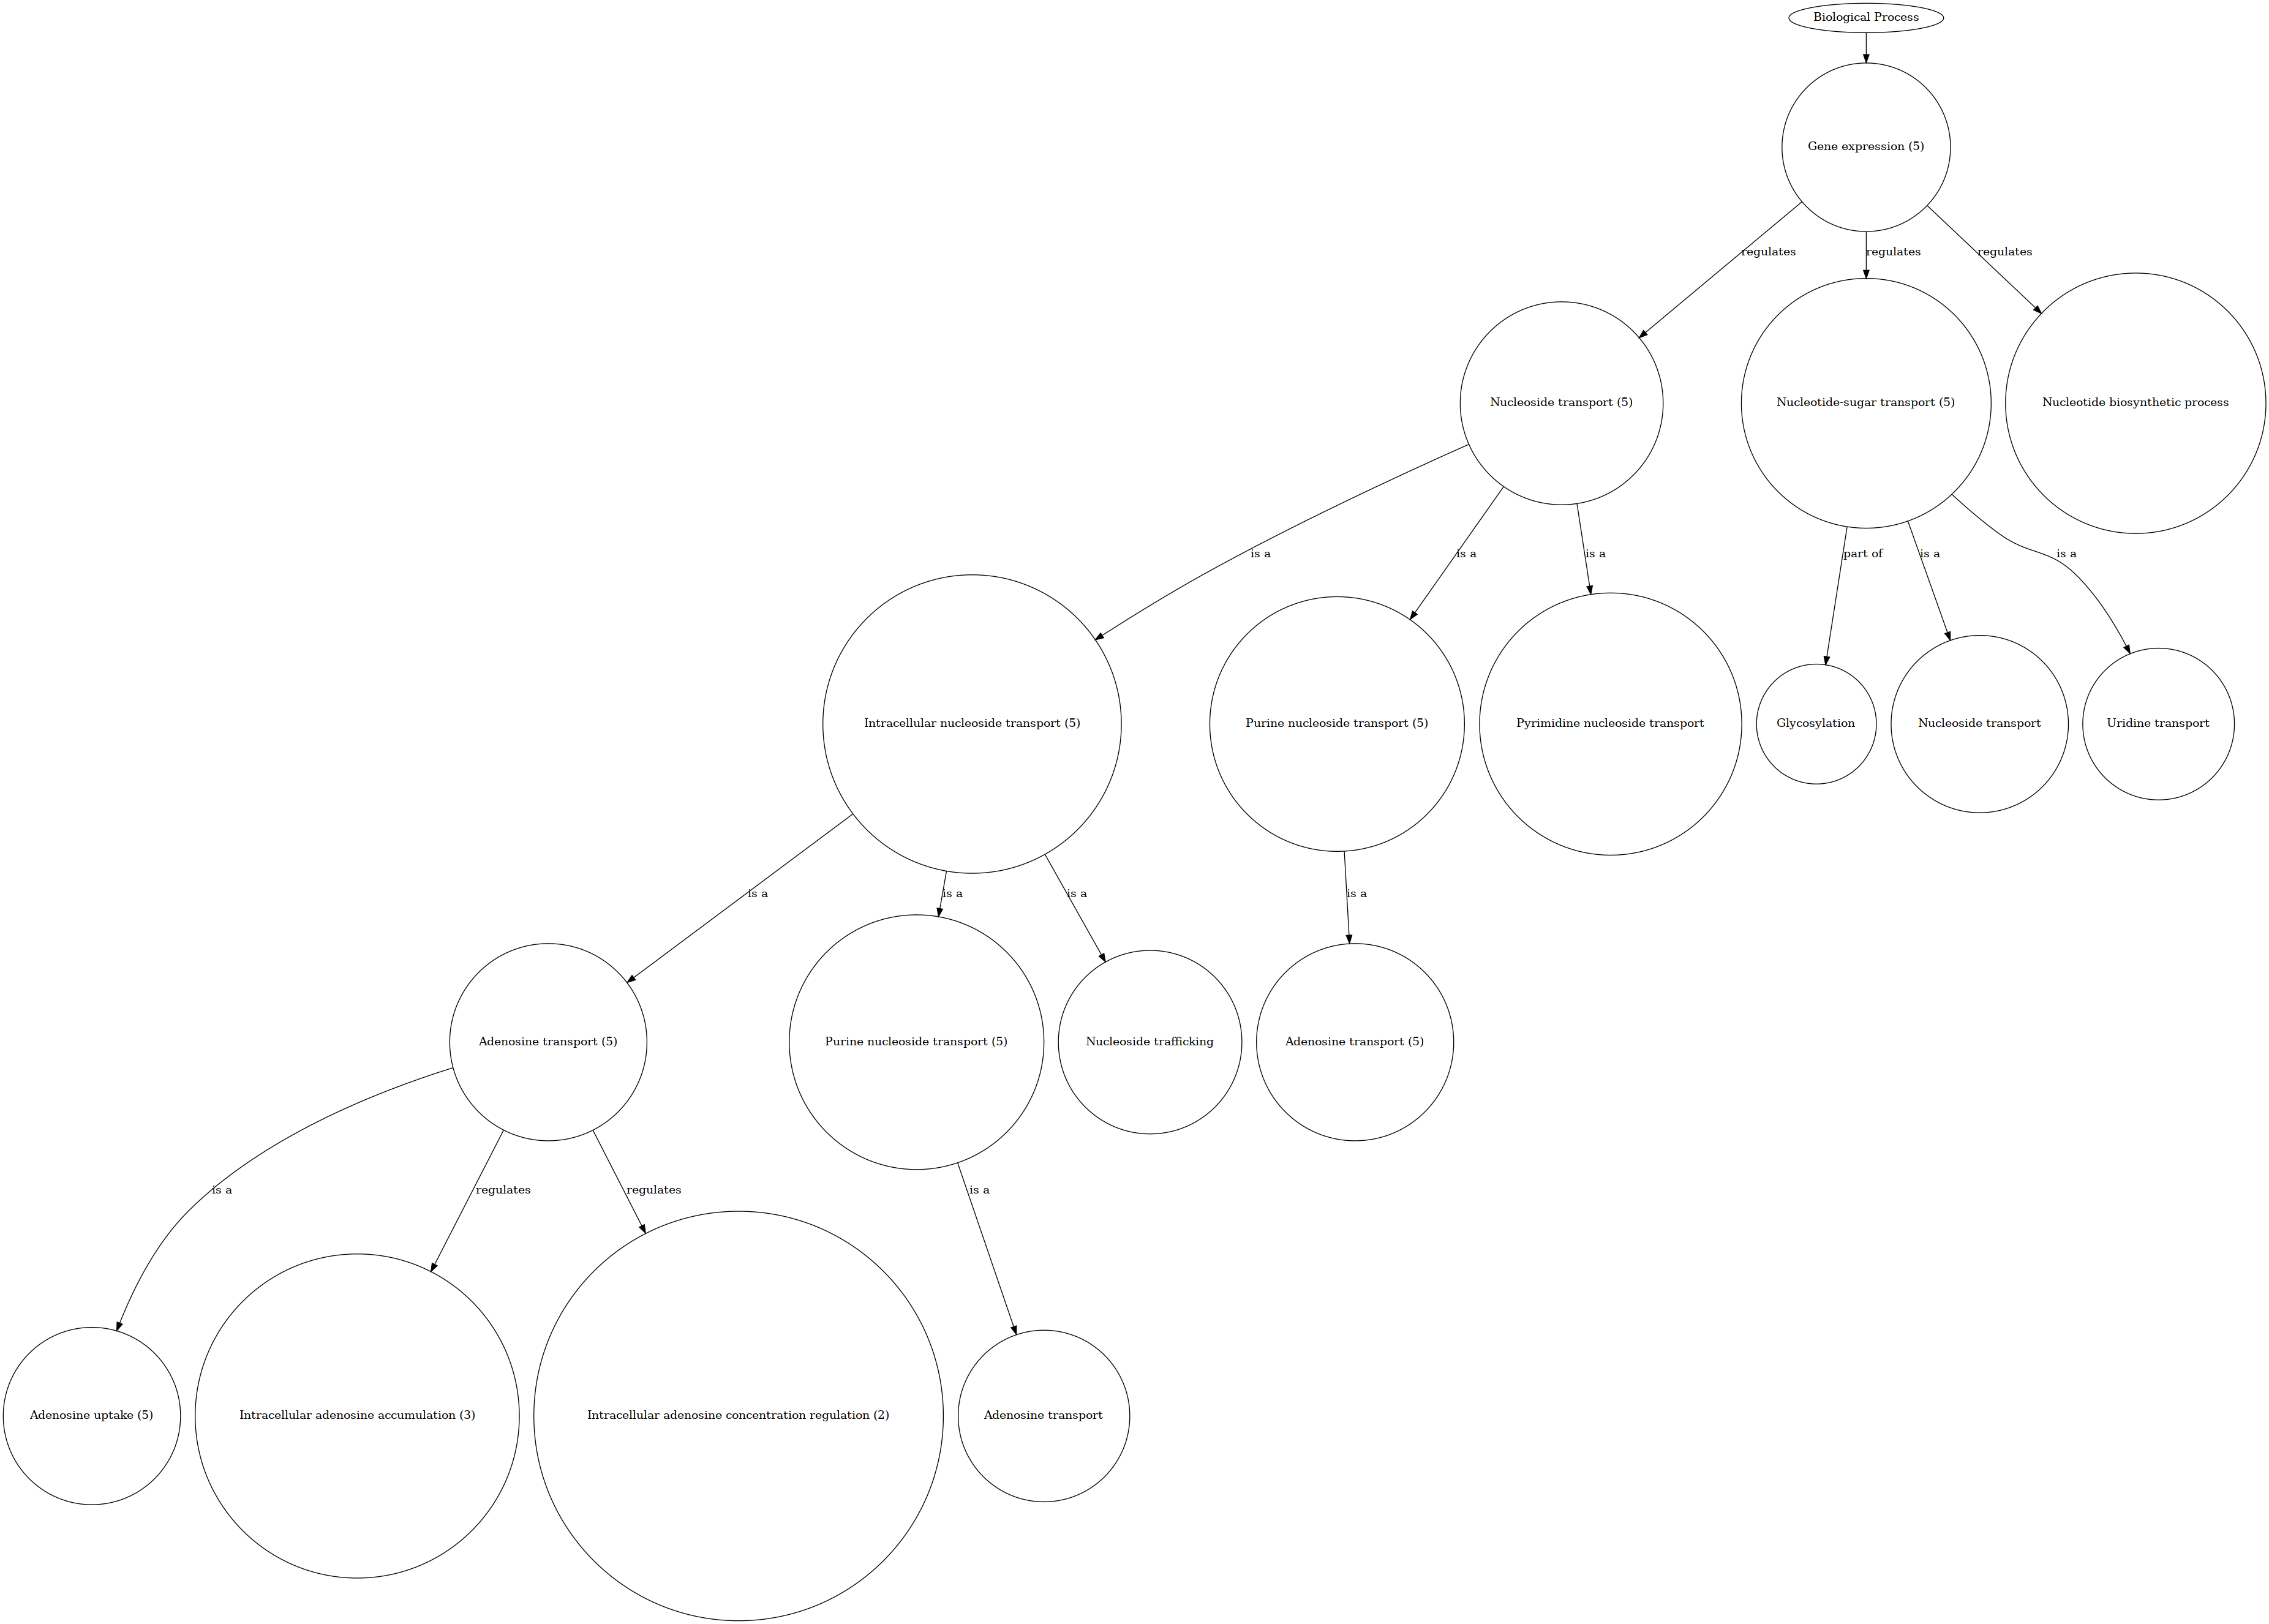 Biological Process
Gene expression (5)
regulates
regulates
regulates
Nucleoside transport (5)
Nucleotide-sugar transport (5)
Nucleotide biosynthetic process
is a
is a
is a
part of
is a
is a
Intracellular nucleoside transport (5)
Purine nucleoside transport (5)
Pyrimidine nucleoside transport
Glycosylation
Nucleoside transport
Uridine transport
is a
is a
is a
is a
Adenosine transport (5)
Purine nucleoside transport (5)
Nucleoside trafficking
Adenosine transport (5)
is a
regulates
regulates
is a
Adenosine uptake (5)
Intracellular adenosine accumulation (3)
Intracellular adenosine concentration regulation (2)
Adenosine transport